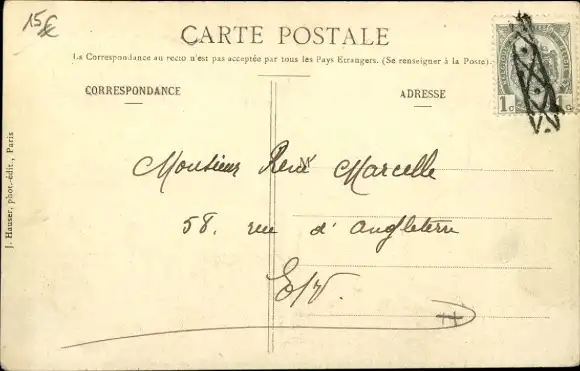 15€
CARTE POSTALE
La Correspondance au recto n'est pas acceptée par tous les Pays Etrangers. (Se renseigner à la Poste).
CORRESPONDANCE
ADRESSE
1c
Monsieur René Marcelle
58. rue d'angleterre
E/V.
J. Hauser, phot.-édit., Paris